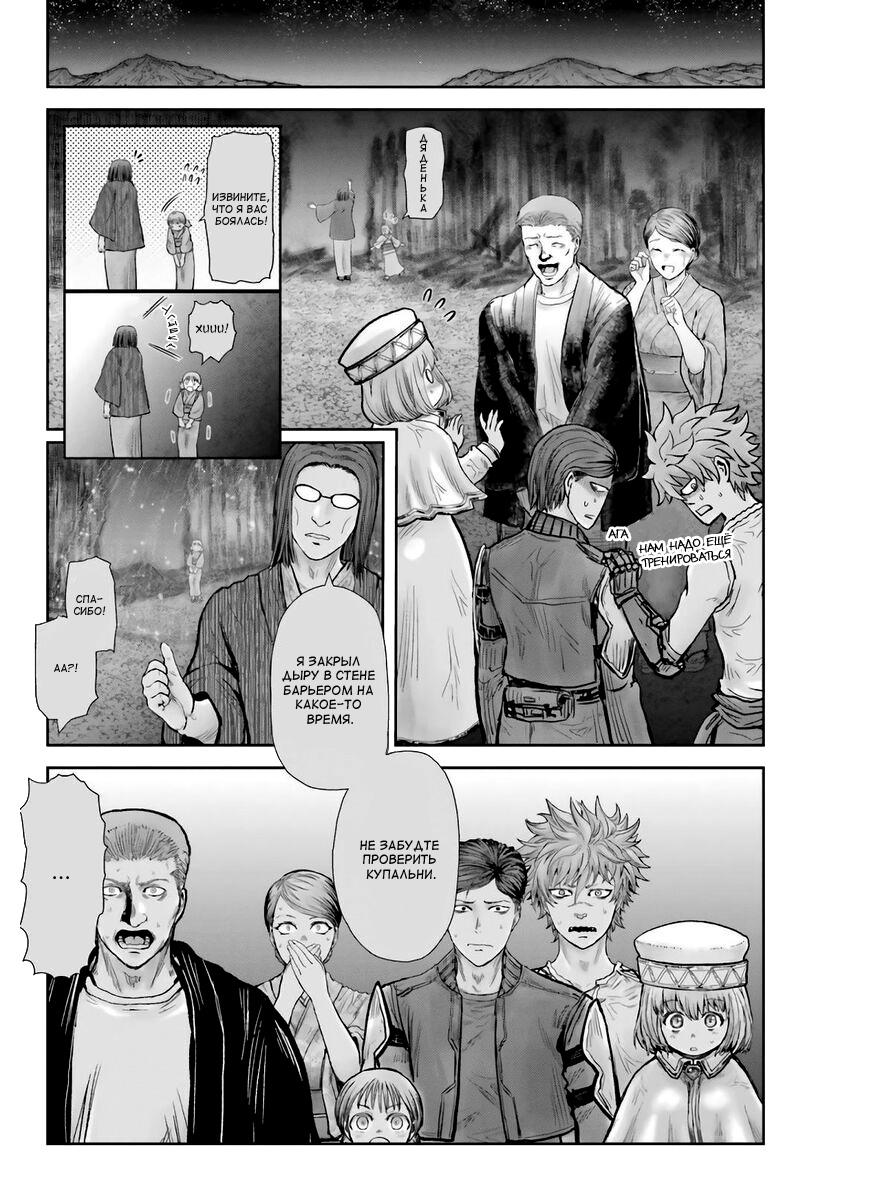 ДЯДЕНЬКА
ИЗВИНИТЕ,
ЧТО Я ВАС
БОЯЛАСЬ!
ХИИИ!
АГА
НАМ НАДО ЕЩЁ
ТРЕНИРОВАТЬСЯ
СПА-
СИБО!
АА?!
Я ЗАКРЫЛ
ДЫРУ В СТЕНЕ
БАРЬЕРОМ НА
КАКОЕ-ТО
ВРЕМЯ.
НЕ ЗАБУДТЕ
ПРОВЕРИТЬ
КУПАЛЬНИ.
...